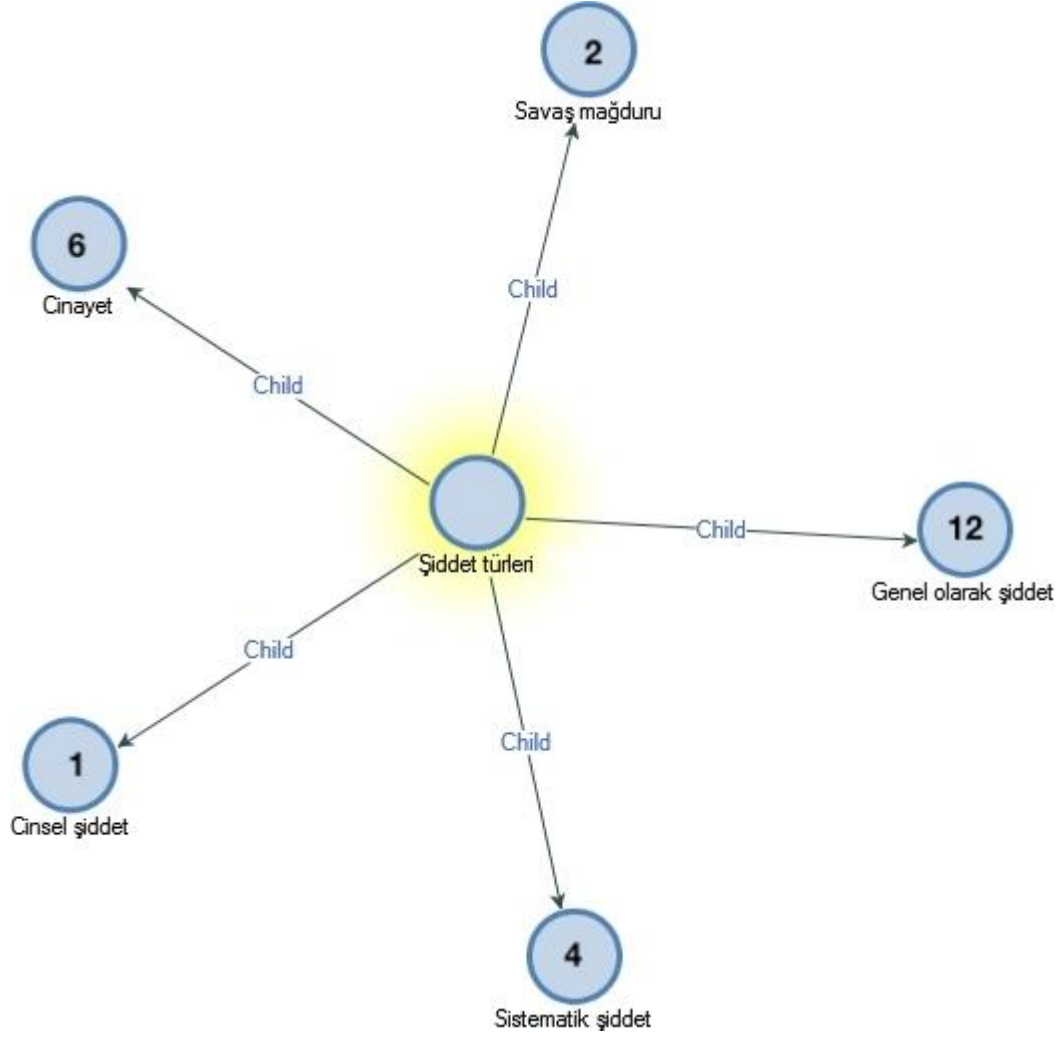 2
Savaş mağduru
6
Cinayet
Child
Child
Şiddet türleri
Child
12
Genel olarak şiddet
Child
1
Cinsel şiddet
Child
4
Sistematik şiddet